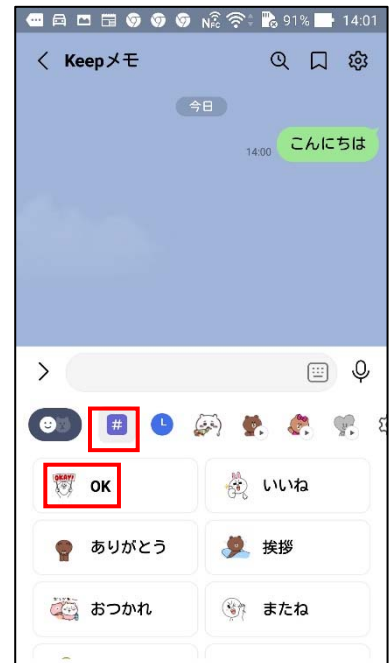 NFC 91% 14:01
Keepメモ
今日
14:00 こんにちは
#
L
OKAY! OK いいね
ありがとう 挨拶
おつかれ またね